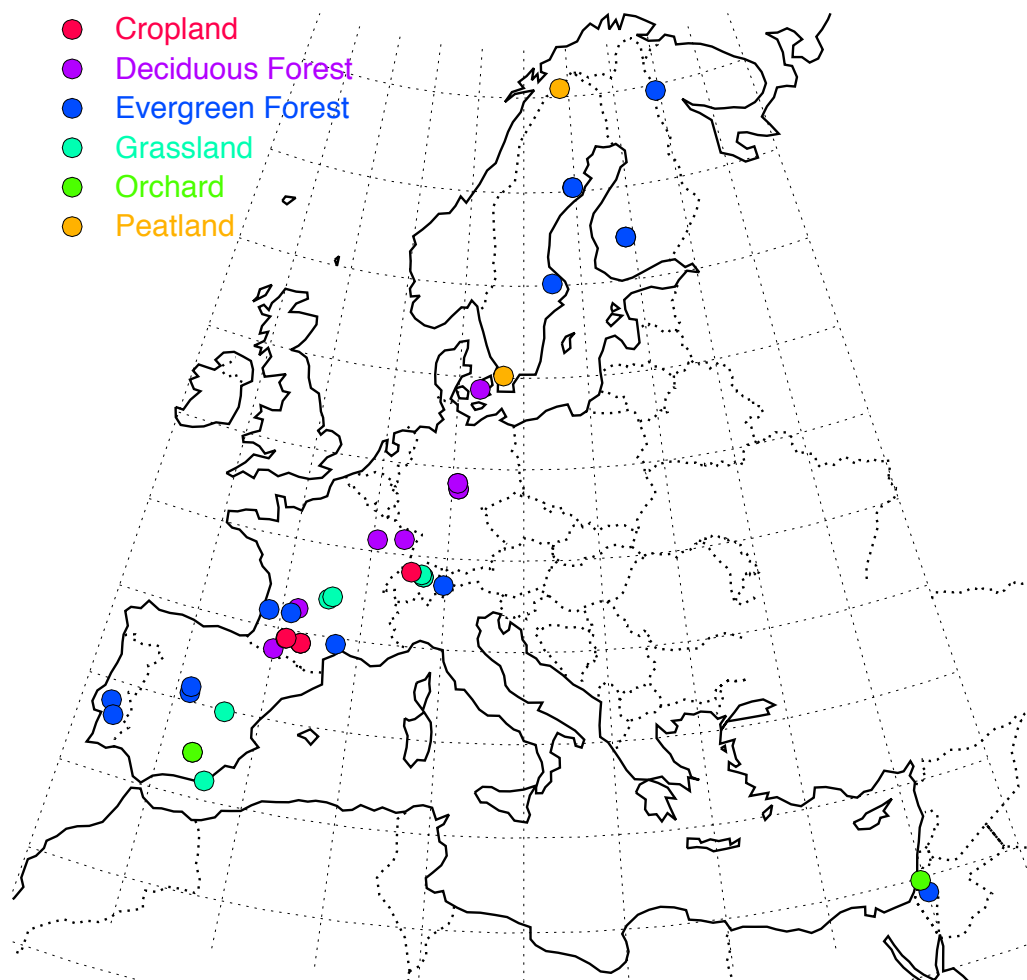 Cropland
Deciduous Forest
Evergreen Forest
Grassland
Orchard
Peatland